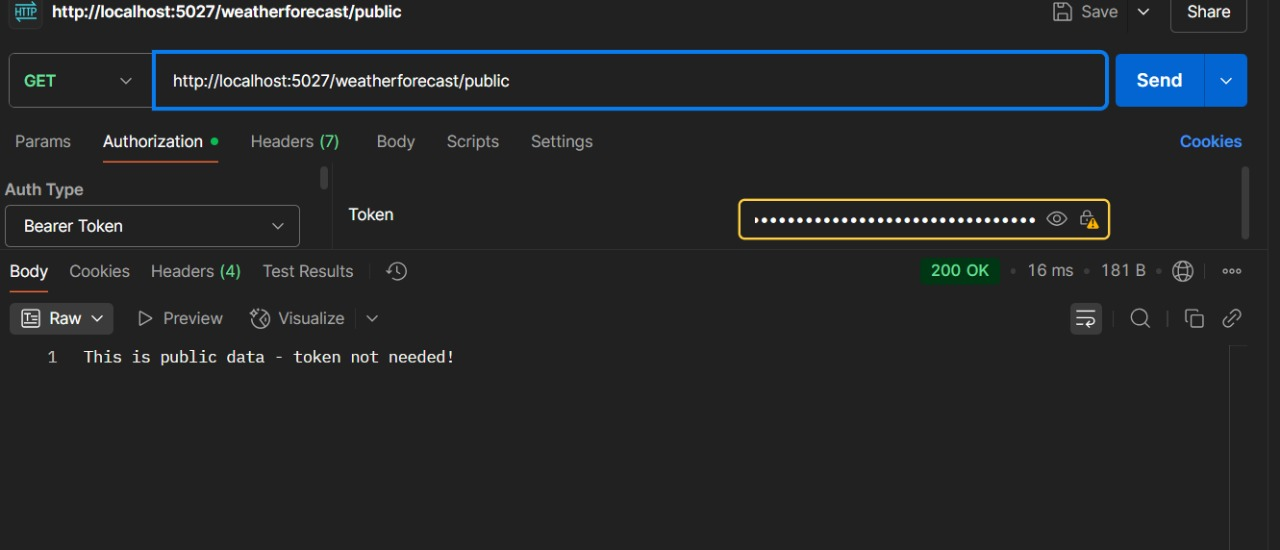 HTTP http://localhost:5027/weatherforecast/public Save Share
GET http://localhost:5027/weatherforecast/public Send
Params Authorization Headers (7) Body Scripts Settings Cookies
Auth Type
Bearer Token
Token
Body Cookies Headers (4) Test Results 200 OK 16 ms 181 B
Raw Preview Visualize
1 This is public data - token not needed!